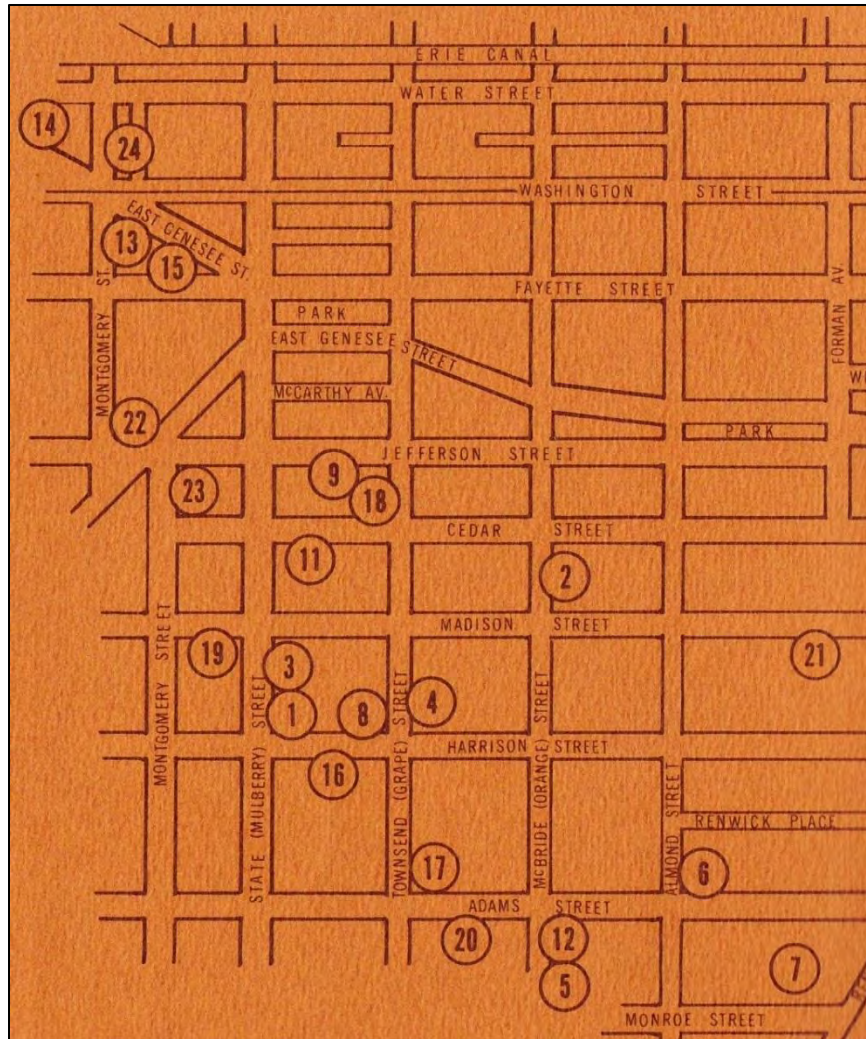 ERIE CANAL
WATER STREET
14
24
WASHINGTON STREET
EAST GENESEE ST.
13
15
MONTGOMERY ST.
FAYETTE STREET
FORMAN AV.
PARK
EAST GENESEE STREET
McCARTHY AV.
22
PARK
JEFFERSON STREET
9
18
23
CEDAR STREET
11
2
MADISON STREET
19
3
21
1
8
4
MONTGOMERY STREET
STATE (MULBERRY) STREET
TOWNSEND (GRAPE) STREET
McBRIDE (ORANGE) STREET
HARRISON STREET
16
ALMOND STREET
RENWICK PLACE
17
6
ADAMS STREET
20
12
5
7
MONROE STREET